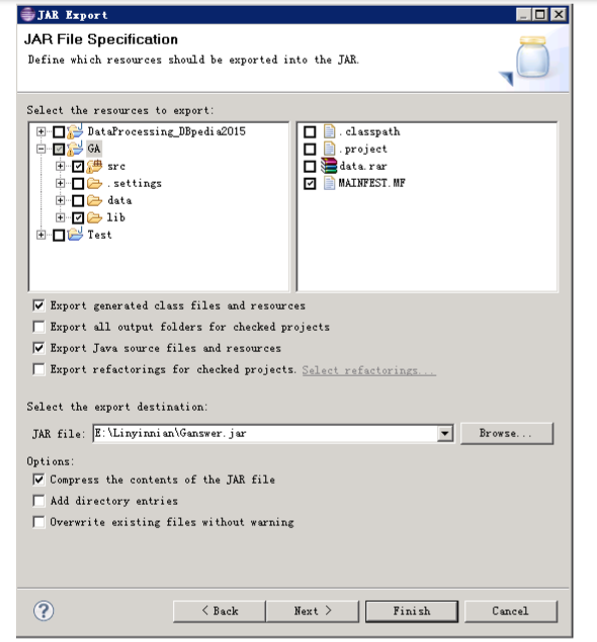 JAR Export
JAR File Specification
Define which resources should be exported into the JAR.
Select the resources to export:
DataProcessing_DBpedia2015
GA
src
.settings
data
lib
Test
.classpath
.project
data.rar
MAINFEST.MF
Export generated class files and resources
Export all output folders for checked projects
Export Java source files and resources
Export refactorings for checked projects. Select refactorings...
Select the export destination:
JAR file: E:\Linyinnian\Ganswer.jar Browse...
Options:
Compress the contents of the JAR file
Add directory entries
Overwrite existing files without warning
? < Back Next > Finish Cancel